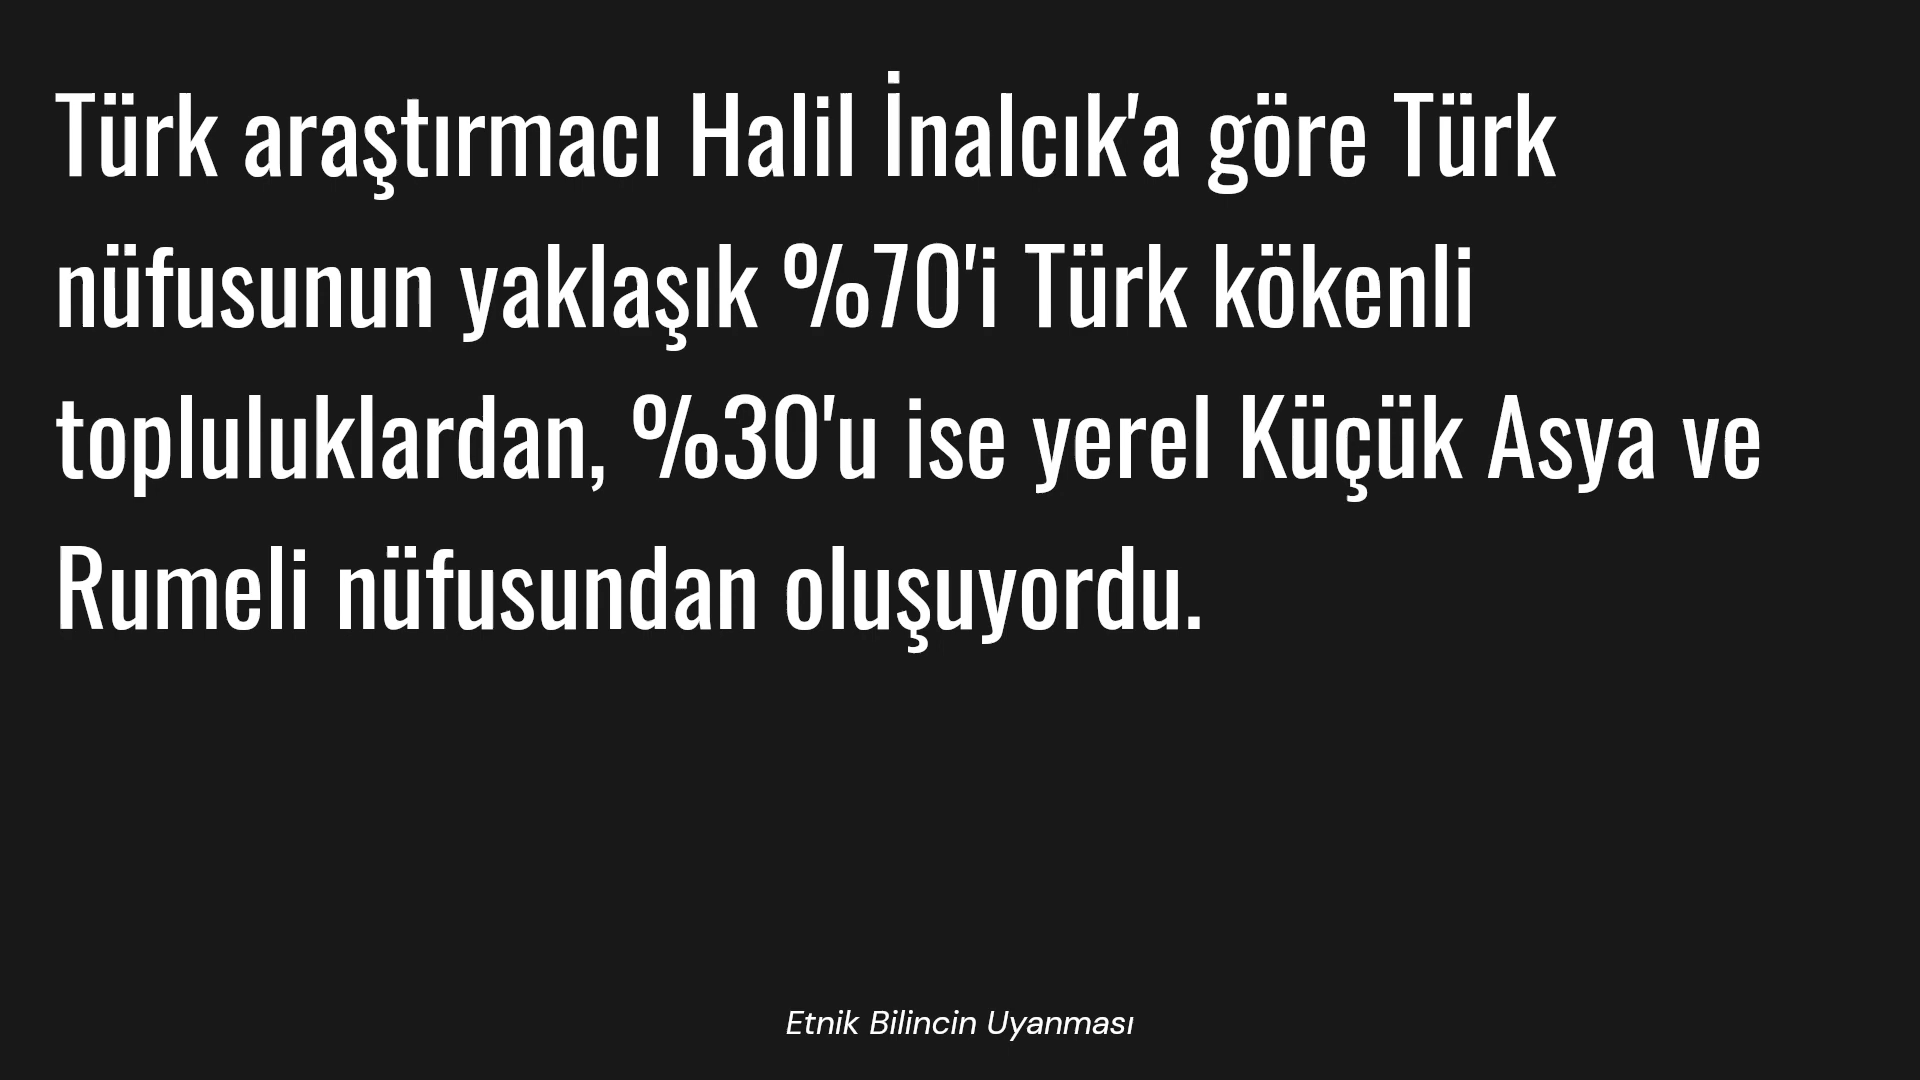 Türk araştırmacı Halil İnalcık'a göre Türk
nüfusunun yaklaşık %70'i Türk kökenli
topluluklardan, %30'u ise yerel Küçük Asya ve
Rumeli nüfusundan oluşuyordu.
Etnik Bilincin Uyanması